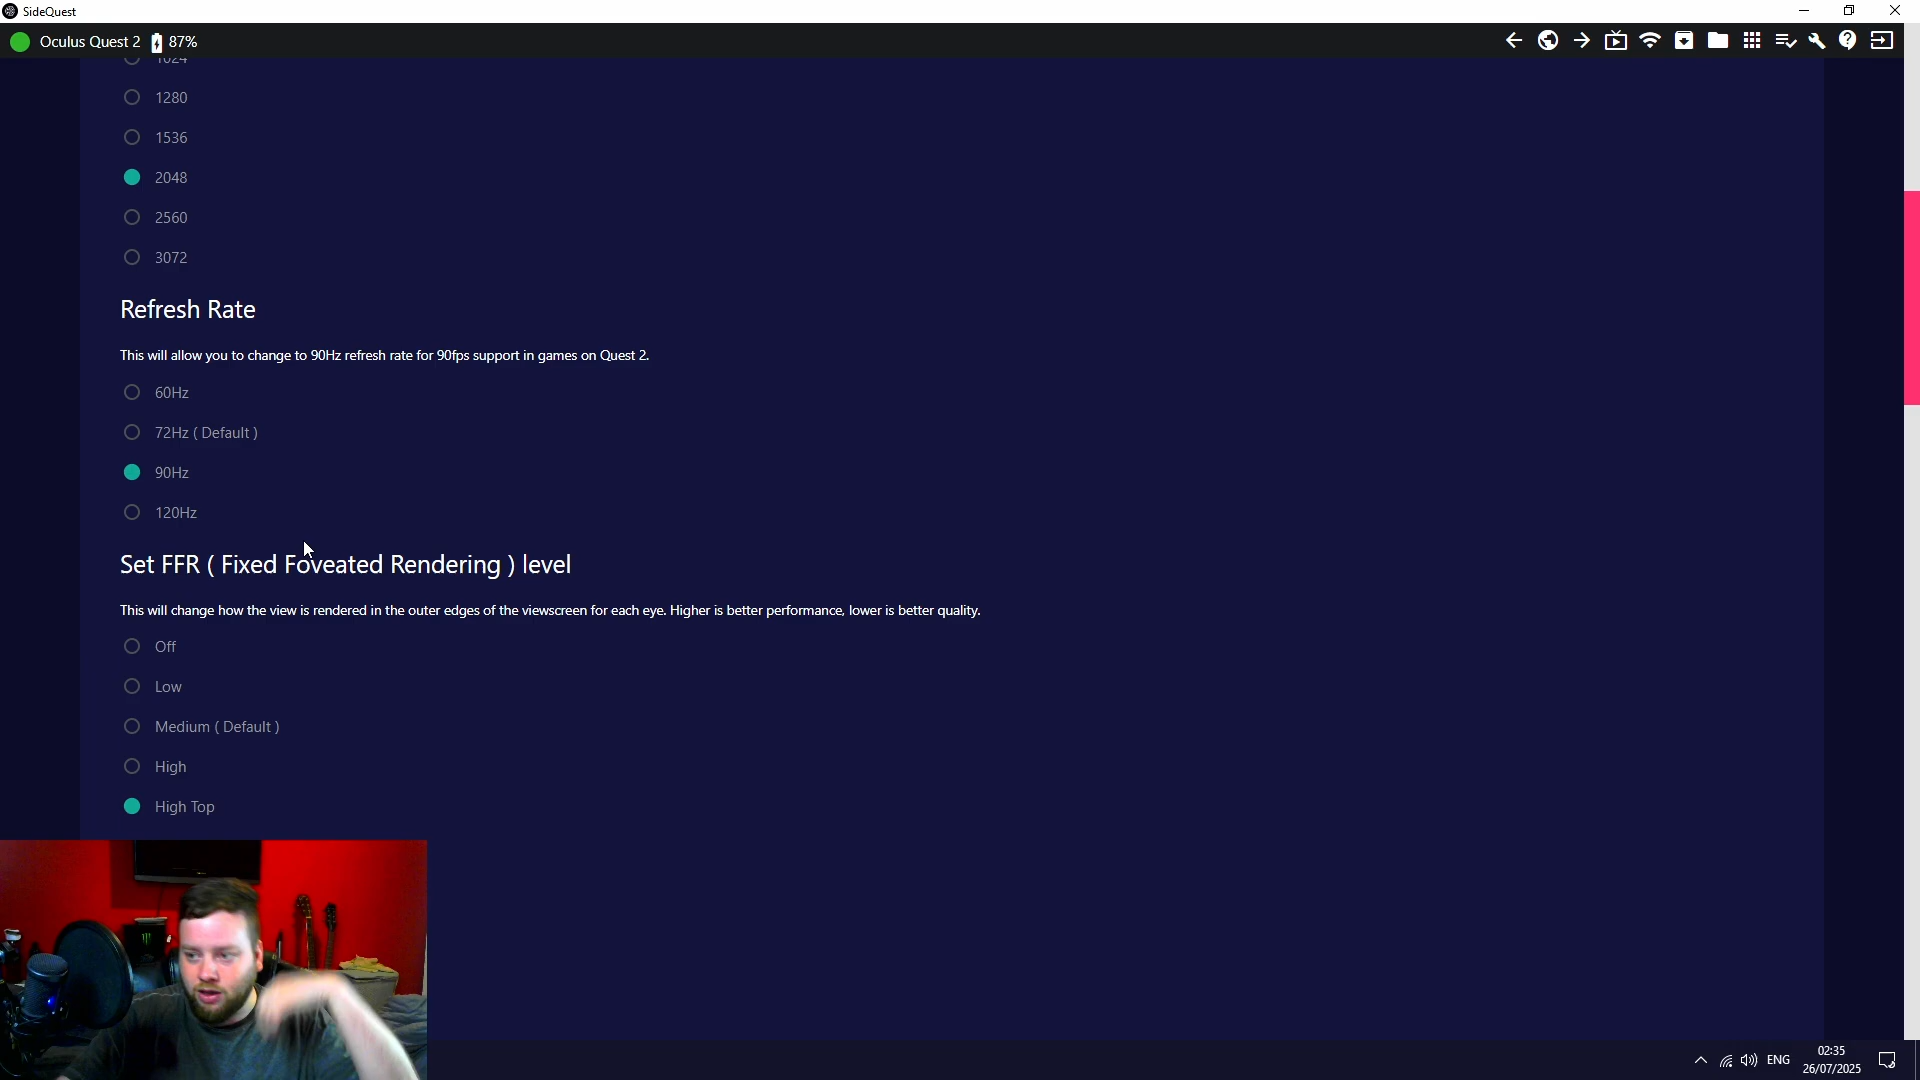 SideQuest
Oculus Quest 2 87%
1024
1280
1536
2048
2560
3072
Refresh Rate
This will allow you to change to 90Hz refresh rate for 90fps support in games on Quest 2.
60Hz
72Hz ( Default )
90Hz
120Hz
Set FFR ( Fixed Foveated Rendering ) level
This will change how the view is rendered in the outer edges of the viewscreen for each eye. Higher is better performance, lower is better quality.
Off
Low
Medium ( Default )
High
High Top
ENG
02:35
26/07/2025